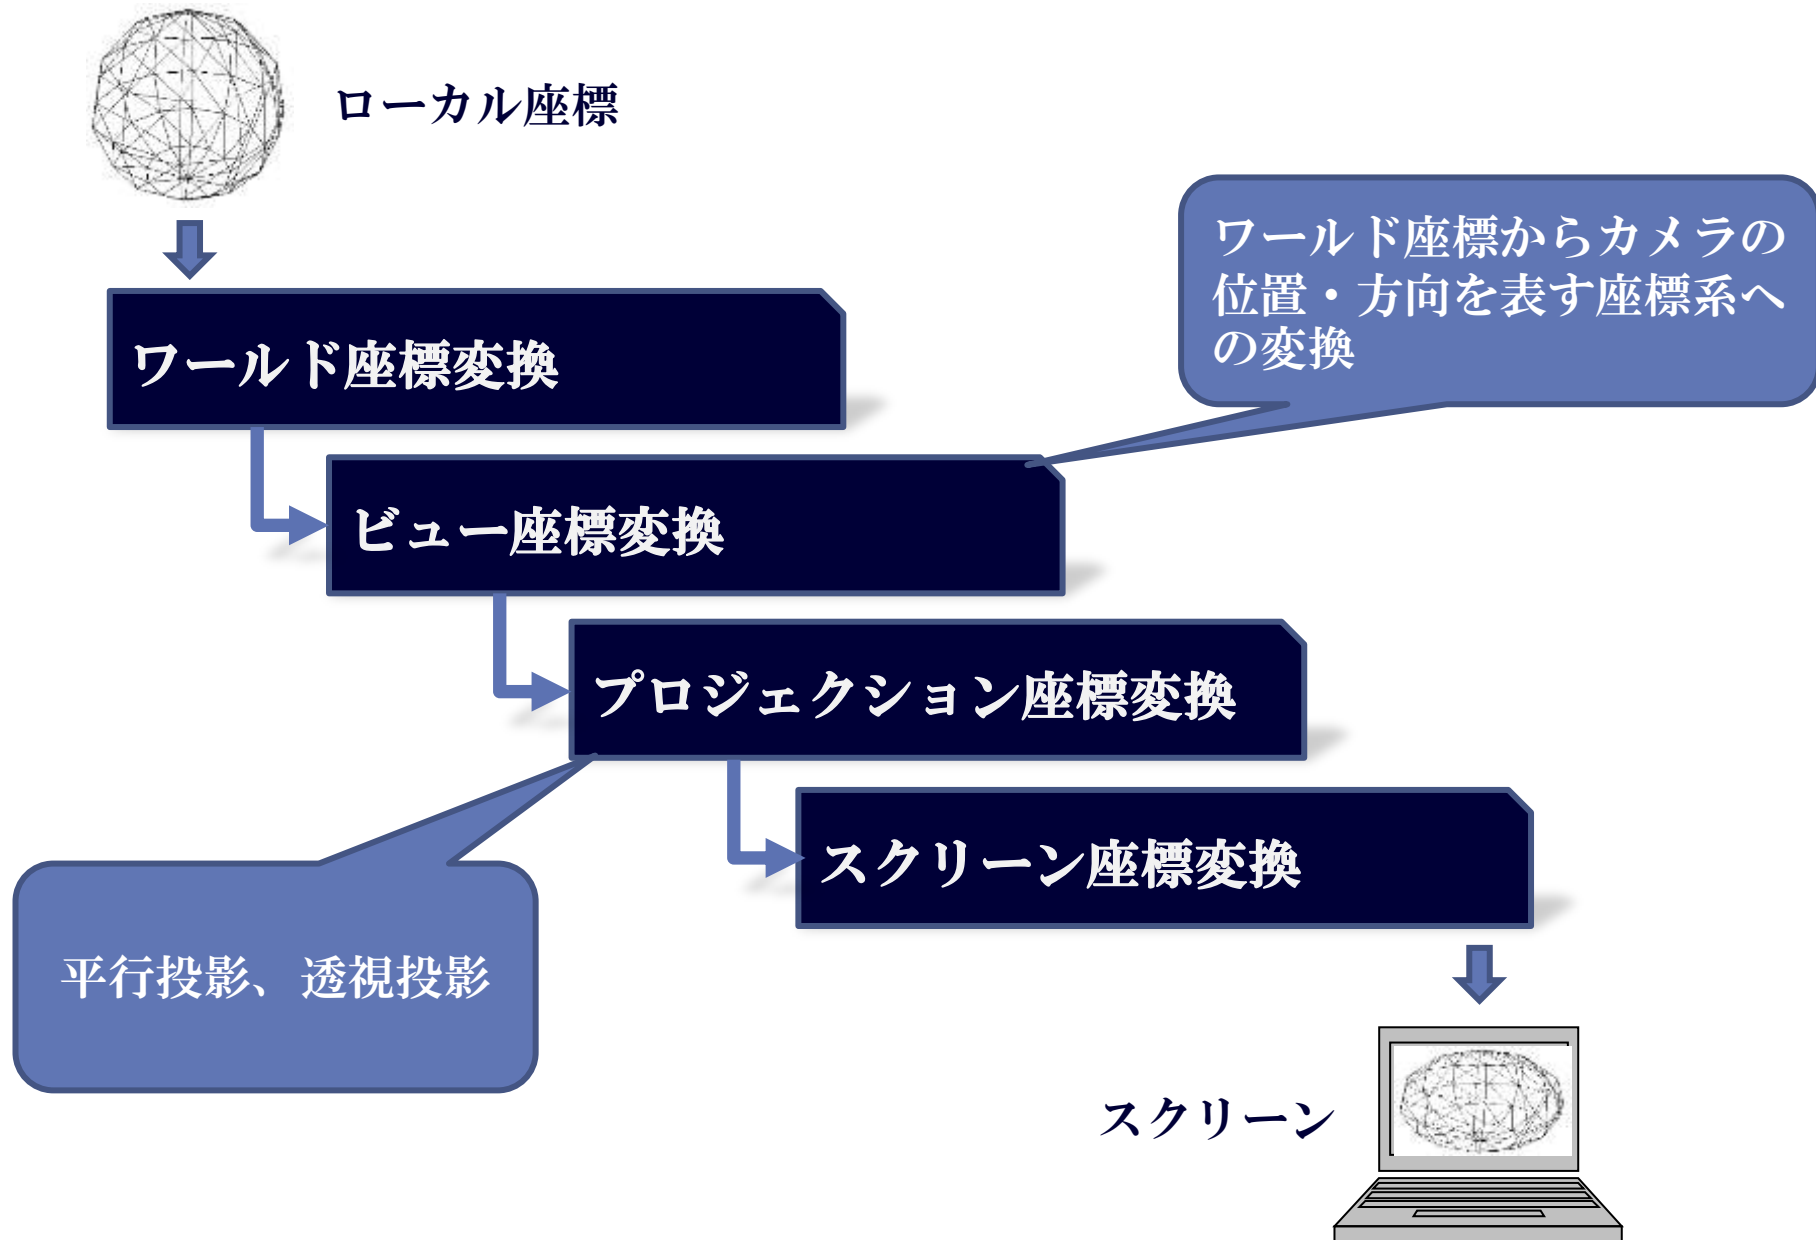 ローカル座標
ワールド座標からカメラの
位置・方向を表す座標系へ
の変換
ワールド座標変換
ビュー座標変換
プロジェクション座標変換
スクリーン座標変換
平行投影、透視投影
スクリーン